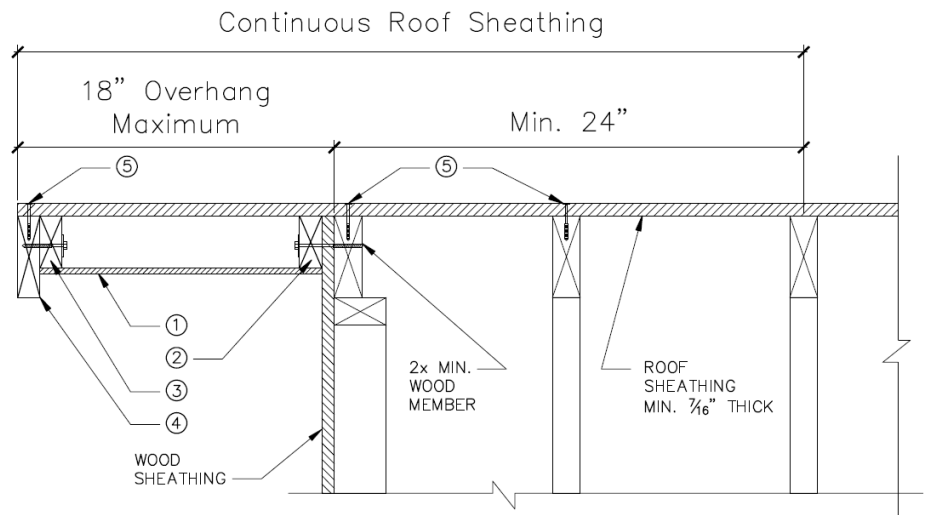 Continuous Roof Sheathing
18” Overhang
Maximum
Min. 24”
5
5
1
2
3
4
2x MIN.
WOOD
MEMBER
ROOF
SHEATHING
MIN. 7/16” THICK
WOOD
SHEATHING